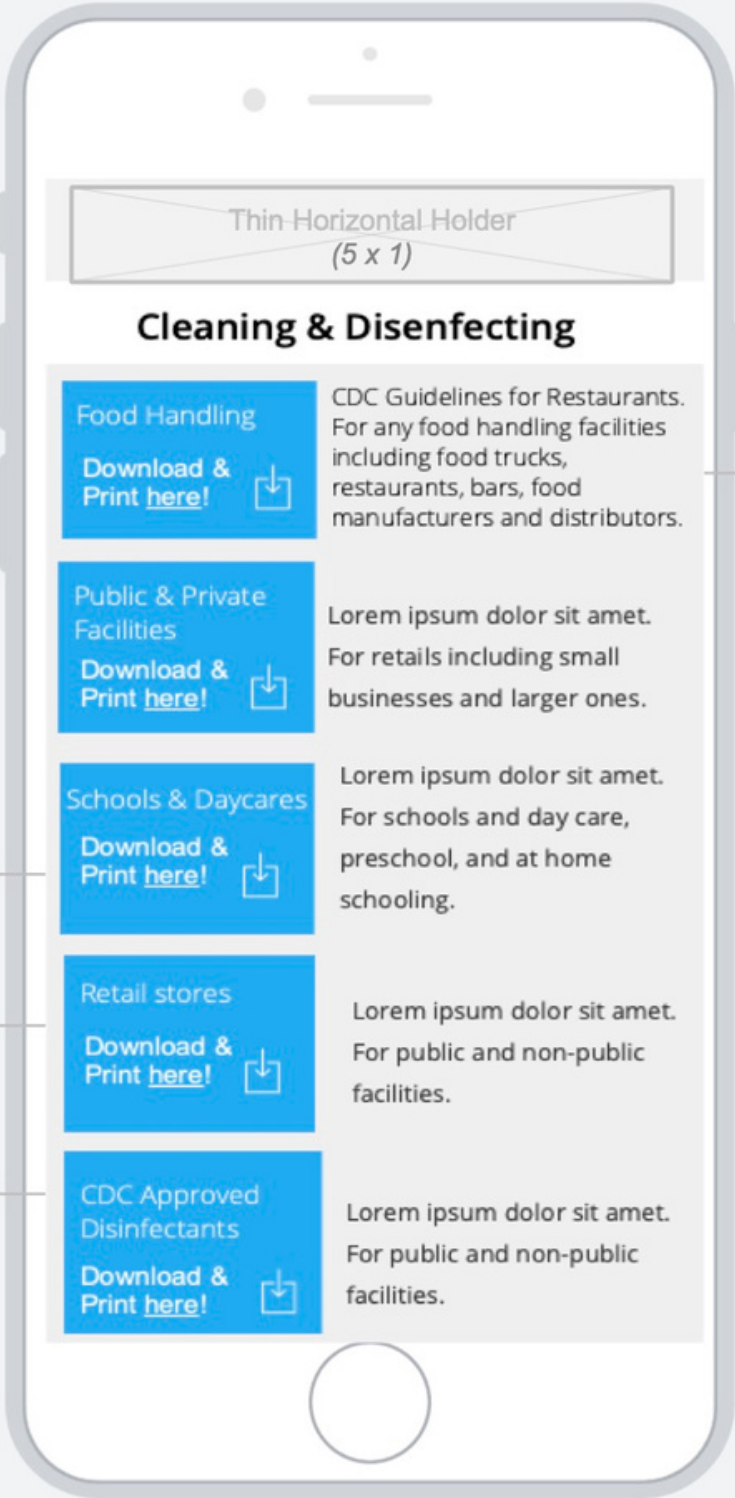 Thin Horizontal Holder
(5 x 1)
Cleaning & Disenfecting
Food Handling
Download &
Print here!
CDC Guidelines for Restaurants.
For any food handling facilities
including food trucks,
restaurants, bars, food
manufacturers and distributors.
Public & Private
Facilities
Download &
Print here!
Lorem ipsum dolor sit amet.
For retails including small
businesses and larger ones.
Schools & Daycares
Download &
Print here!
Lorem ipsum dolor sit amet.
For schools and day care,
preschool, and at home
schooling.
Retail stores
Download &
Print here!
Lorem ipsum dolor sit amet.
For public and non-public
facilities.
CDC Approved
Disinfectants
Download &
Print here!
Lorem ipsum dolor sit amet.
For public and non-public
facilities.